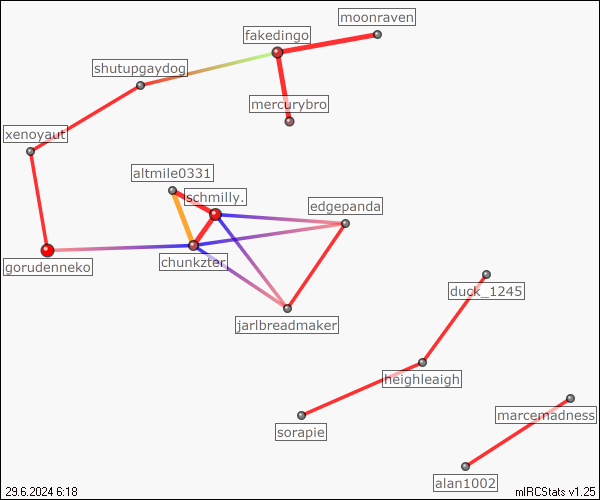 moonraven
fakedingo
shutupgaydog
mercurybro
xenoyaut
altmile0331
schmilly.
edgepanda
chunkzter
gorudenneko
duck_1245
jarlbreadmaker
heighleaigh
marcemadness
sorapie
alan1002
29.6.2024 6:18
mIRCStats v1.25